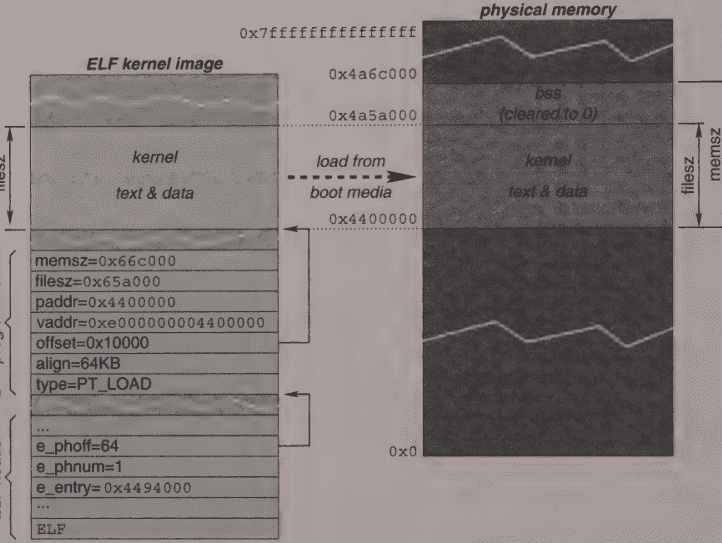 physical memory
0x7fffffffffffffff
ELF kernel image
0x4a6c000
bss
(cleared to 0)
0x4a5a000
kernel
text & data
filesz
load from
boot media
kernel
text & data
filesz
memsz
0x4400000
memsz=0x66c000
filesz=0x65a000
paddr=0x4400000
vaddr=0xe000000004400000
offset=0x10000
align=64KB
type=PT_LOAD
...
e_phoff=64
e_phnum=1
e_entry=0x4494000
...
ELF
0x0